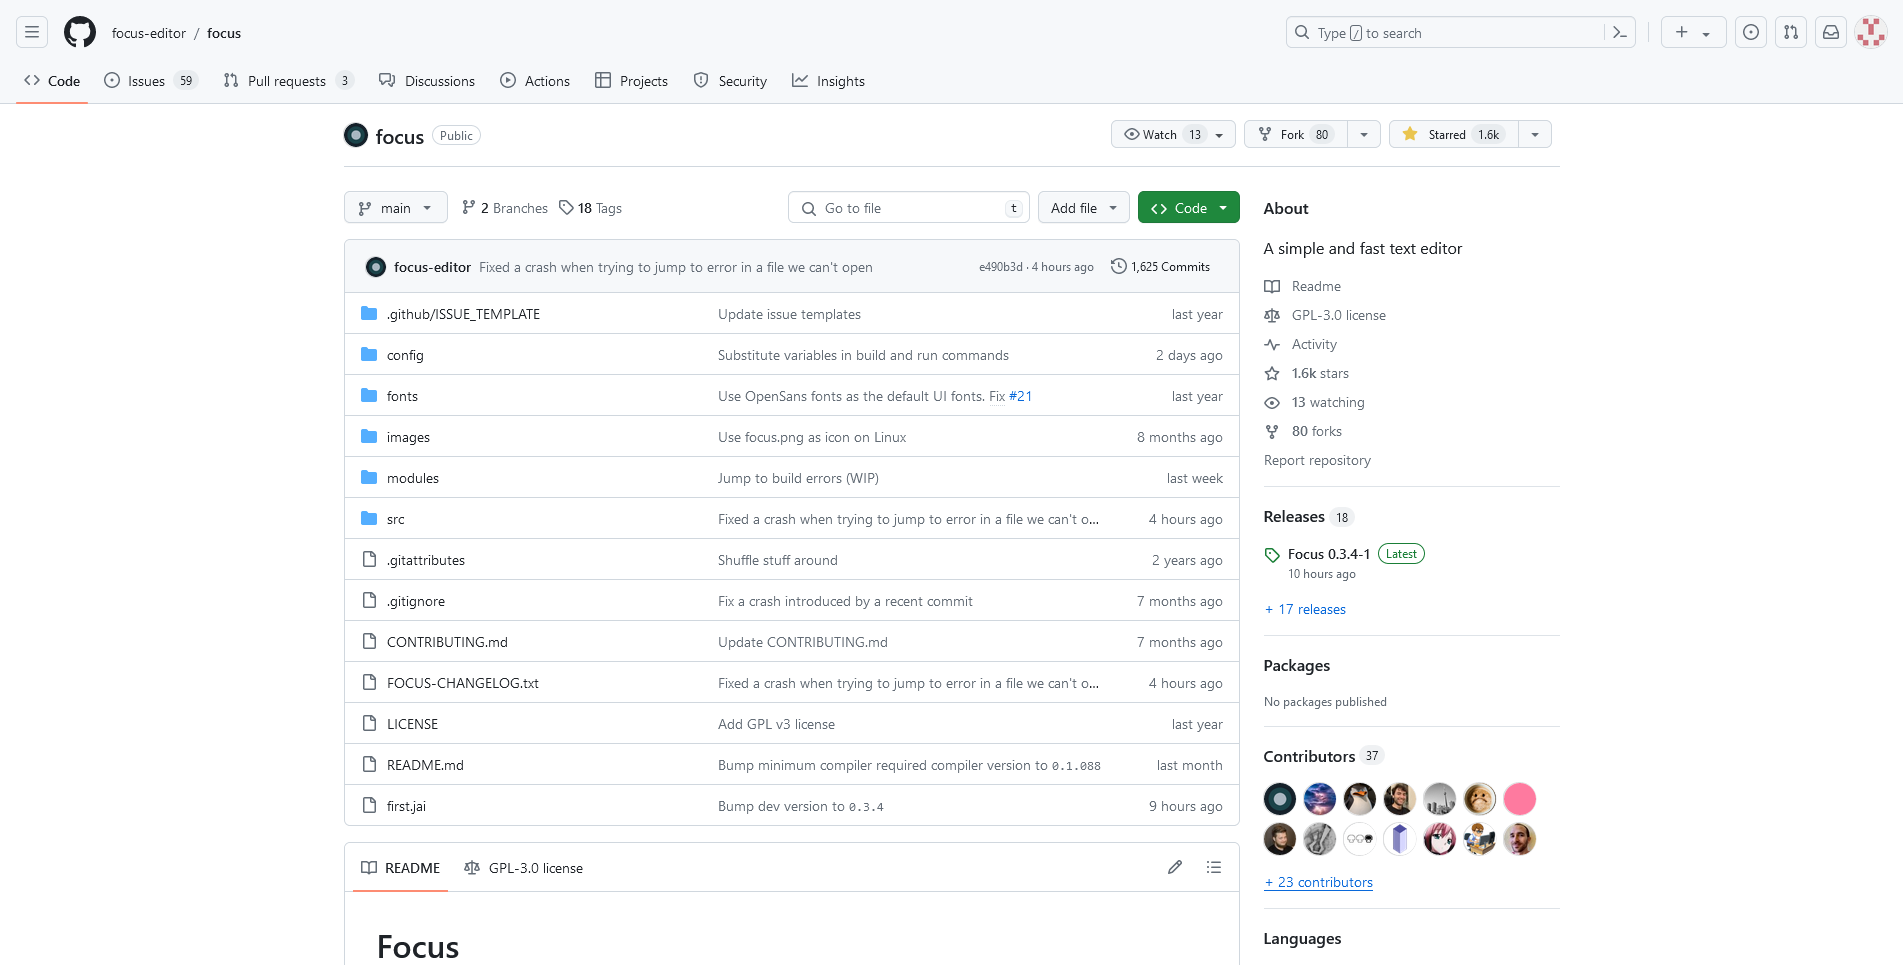 focus-editor / focus
Type / to search
Code Issues 59 Pull requests 3 Discussions Actions Projects Security Insights
focus Public
Watch 13 Fork 80 Starred 1.6k
main 2 Branches 18 Tags
Go to file t
Add file
Code
focus-editor Fixed a crash when trying to jump to error in a file we can't open e490b3d · 4 hours ago 1,625 Commits
.github/ISSUE_TEMPLATE Update issue templates last year
config Substitute variables in build and run commands 2 days ago
fonts Use OpenSans fonts as the default UI fonts. Fix #21 last year
images Use focus.png as icon on Linux 8 months ago
modules Jump to build errors (WIP) last week
src Fixed a crash when trying to jump to error in a file we can't o... 4 hours ago
.gitattributes Shuffle stuff around 2 years ago
.gitignore Fix a crash introduced by a recent commit 7 months ago
CONTRIBUTING.md Update CONTRIBUTING.md 7 months ago
FOCUS-CHANGELOG.txt Fixed a crash when trying to jump to error in a file we can't o... 4 hours ago
LICENSE Add GPL v3 license last year
README.md Bump minimum compiler required compiler version to 0.1.088 last month
first.jai Bump dev version to 0.3.4 9 hours ago
README GPL-3.0 license
Focus
About
A simple and fast text editor
Readme
GPL-3.0 license
Activity
1.6k stars
13 watching
80 forks
Report repository
Releases 18
Focus 0.3.4-1 Latest
10 hours ago
+ 17 releases
Packages
No packages published
Contributors 37
+ 23 contributors
Languages